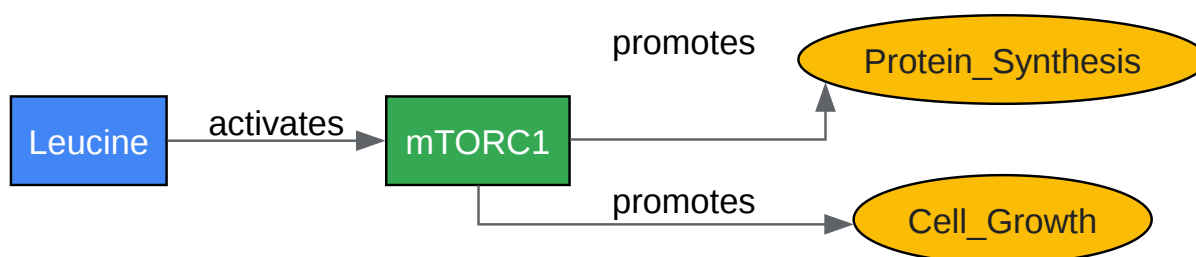 promotes
Protein_Synthesis
Leucine
activates
mTORC1
promotes
Cell_Growth